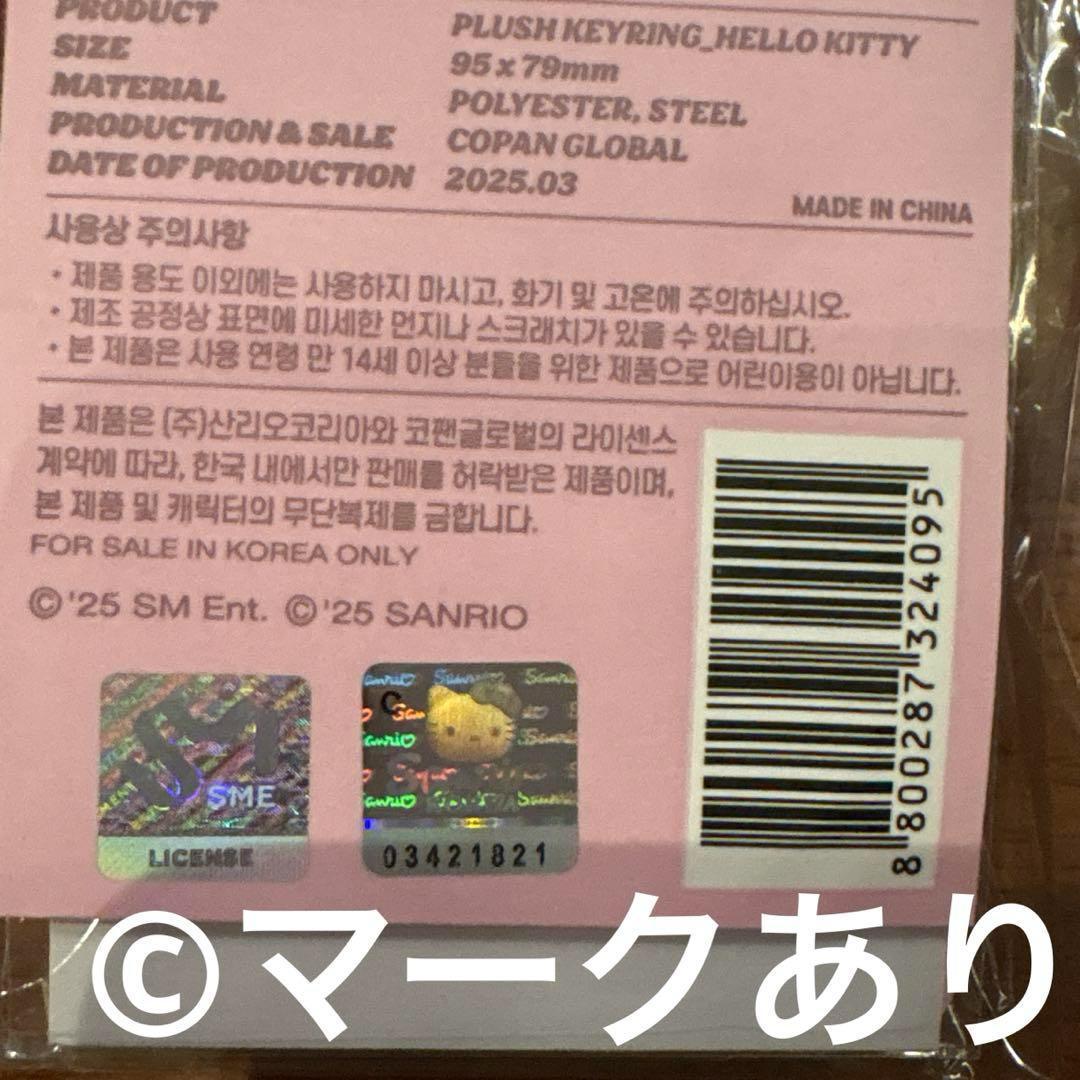 PRODUCT PLUSH KEYRING_HELLO KITTY
SIZE 95 x 79mm
MATERIAL POLYESTER, STEEL
PRODUCTION & SALE COPAN GLOBAL
DATE OF PRODUCTION 2025.03
MADE IN CHINA
사용상 주의사항
• 제품 용도 이외에는 사용하지 마시고, 화기 및 고온에 주의하십시오.
• 제조 공정상 표면에 미세한 먼지나 스크래치가 있을 수 있습니다.
• 본 제품은 사용 연령 만 14세 이상 분들을 위한 제품으로 어린이용이 아닙니다.
본 제품은 (주)산리오코리아와 코팬글로벌의 라이센스
계약에 따라, 한국 내에서만 판매를 허락받은 제품이며,
본 제품 및 캐릭터의 무단복제를 금합니다.
FOR SALE IN KOREA ONLY
©'25 SM Ent. ©'25 SANRIO
8800287324095
SME
LICENSE
Sanrio
03421821
©マークあり